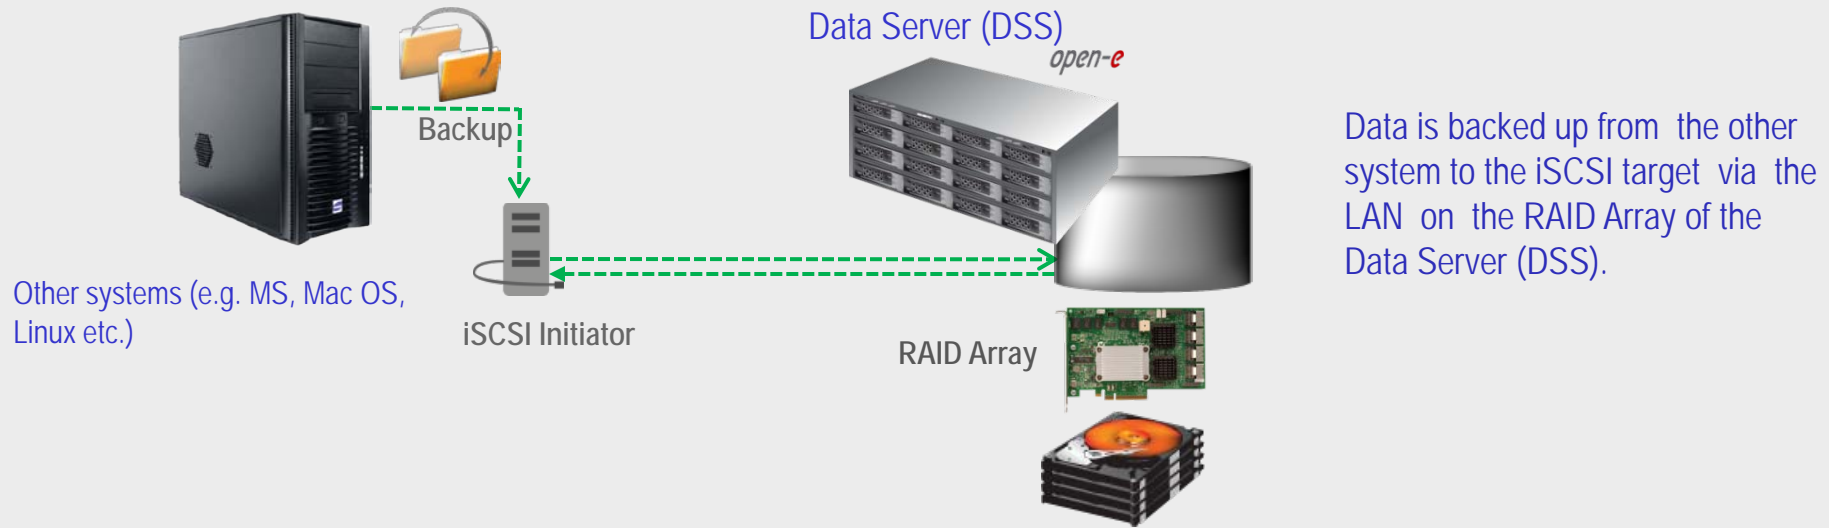 Data Server (DSS)
open-e
Backup
Data is backed up from the other
system to the iSCSI target via the
LAN on the RAID Array of the
Data Server (DSS).
Other systems (e.g. MS, Mac OS,
Linux etc.)
iSCSI Initiator
RAID Array